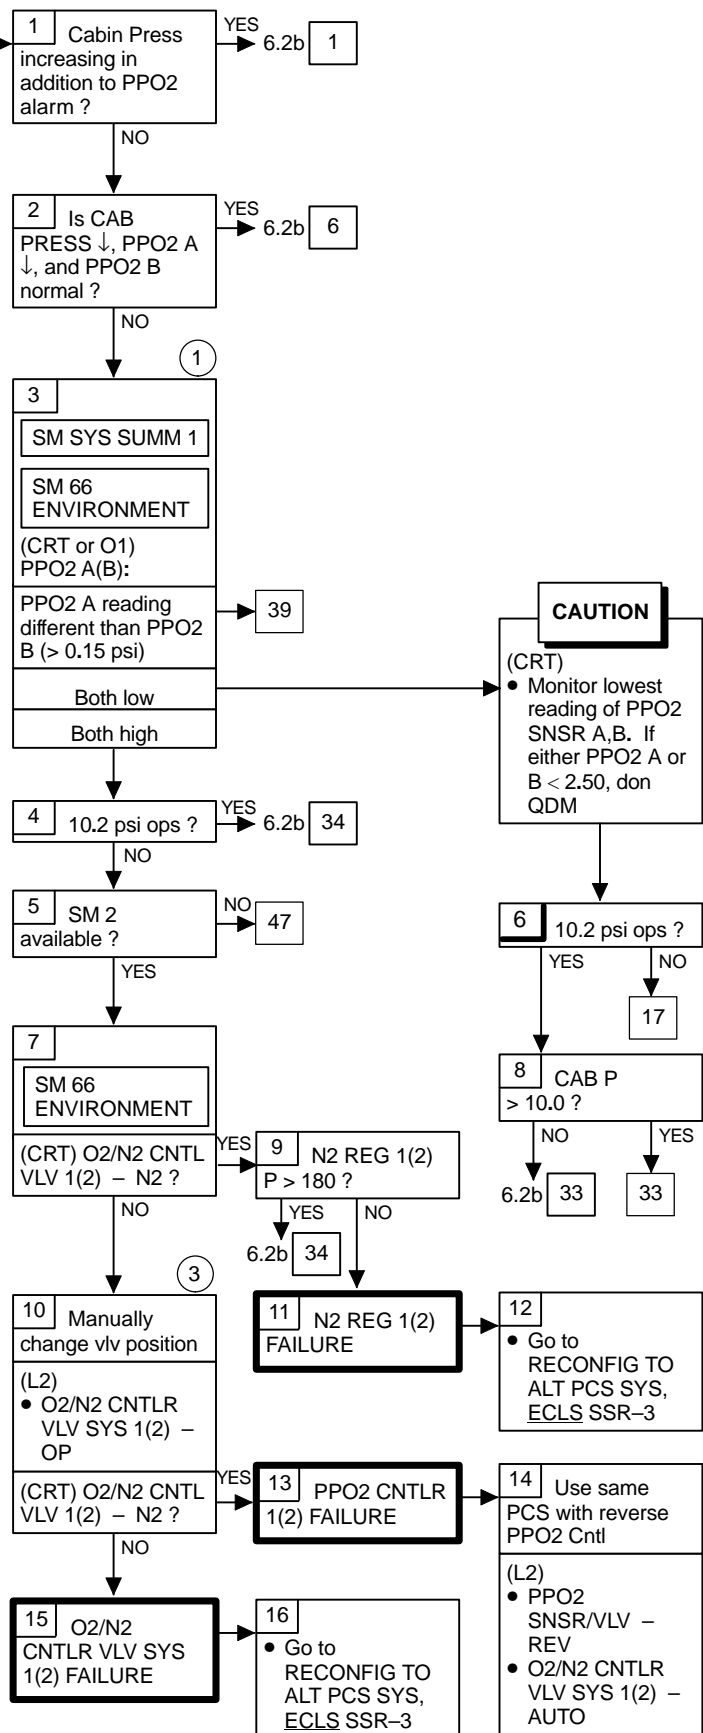 1 Cabin Press
increasing in
addition to PPO2
alarm ?
YES
6.2b 1
NO
2 Is CAB
PRESS ↓, PPO2 A
↓, and PPO2 B
normal ?
YES
6.2b 6
NO
1
3
SM SYS SUMM 1
SM 66
ENVIRONMENT
(CRT or O1)
PPO2 A(B):
PPO2 A reading
different than PPO2
B (> 0.15 psi)
39
Both low
Both high
CAUTION
(CRT)
• Monitor lowest
reading of PPO2
SNSR A,B. If
either PPO2 A or
B < 2.50, don
QDM
4 10.2 psi ops ?
YES
6.2b 34
NO
5 SM 2
available ?
NO
47
YES
6 10.2 psi ops ?
YES
NO
17
7
SM 66
ENVIRONMENT
(CRT) O2/N2 CNTL
VLV 1(2) – N2 ?
YES
NO
8 CAB P
> 10.0 ?
NO
YES
6.2b 33
33
9 N2 REG 1(2)
P > 180 ?
YES
NO
6.2b 34
3
10 Manually
change vlv position
(L2)
• O2/N2 CNTLR
VLV SYS 1(2) –
OP
(CRT) O2/N2 CNTL
VLV 1(2) – N2 ?
YES
NO
11 N2 REG 1(2)
FAILURE
12
• Go to
RECONFIG TO
ALT PCS SYS,
ECLS SSR–3
13 PPO2 CNTLR
1(2) FAILURE
14 Use same
PCS with reverse
PPO2 Cntl
(L2)
• PPO2
SNSR/VLV –
REV
• O2/N2 CNTLR
VLV SYS 1(2) –
AUTO
15 O2/N2
CNTLR VLV SYS
1(2) FAILURE
16
• Go to
RECONFIG TO
ALT PCS SYS,
ECLS SSR–3